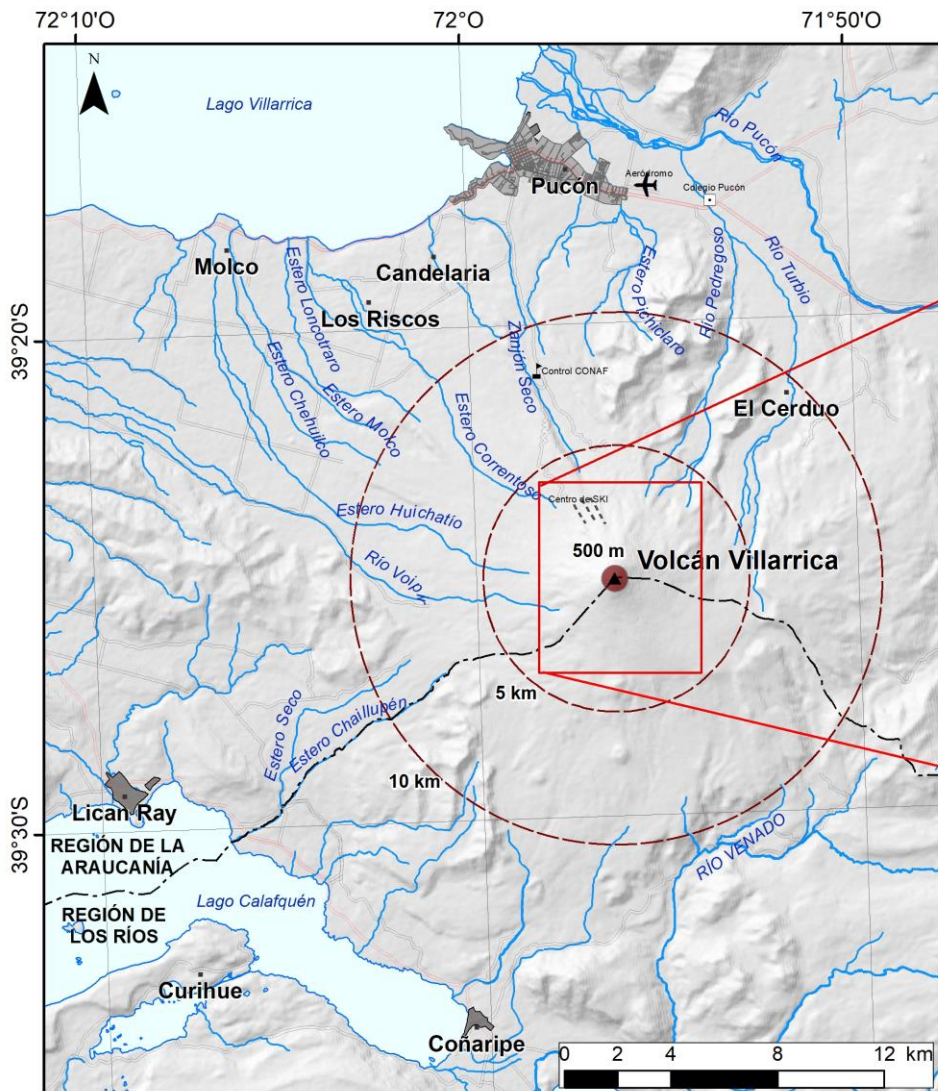 72°10'O
72°O
71°50'O
N
Lago Villarrica
Río Pucón
Pucón
Aeródromo
Colegio Pucón
Molco
Estero Loncotraro
Candelaria
Los Riscos
Estero Pichiclaro
Río Pedregoso
Río Turbio
39°20'S
Zanjón Seco
Control CONAF
El Cerduo
Estero Chehuilco
Estero Molco
Estero Correntoso
Centro de SKI
Estero Huichatío
500 m
Volcán Villarrica
Río Voipir
5 km
Estero Seco
Estero Chaillupén
10 km
Lican Ray
39°30'S
REGIÓN DE LA
ARAUCANÍA
RÍO VENADO
Lago Calafquén
REGIÓN DE
LOS RÍOS
Curihue
Coñaripe
0 2 4 8 12 km